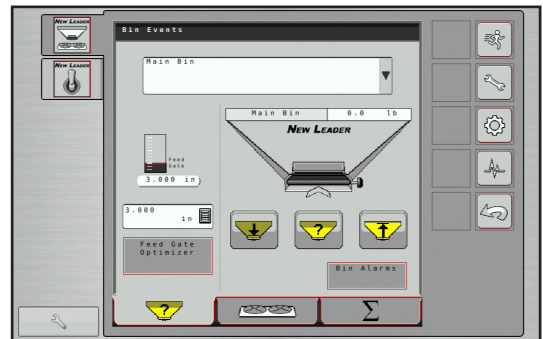 NEW LEADER
NEW LEADER
Bin Events
Main Bin
Main Bin 0.0 lb
NEW LEADER
Feed
Gate
3.000 in
3.000
in
Feed Gate
Optimizer
?
Bin Alarms
?
Σ